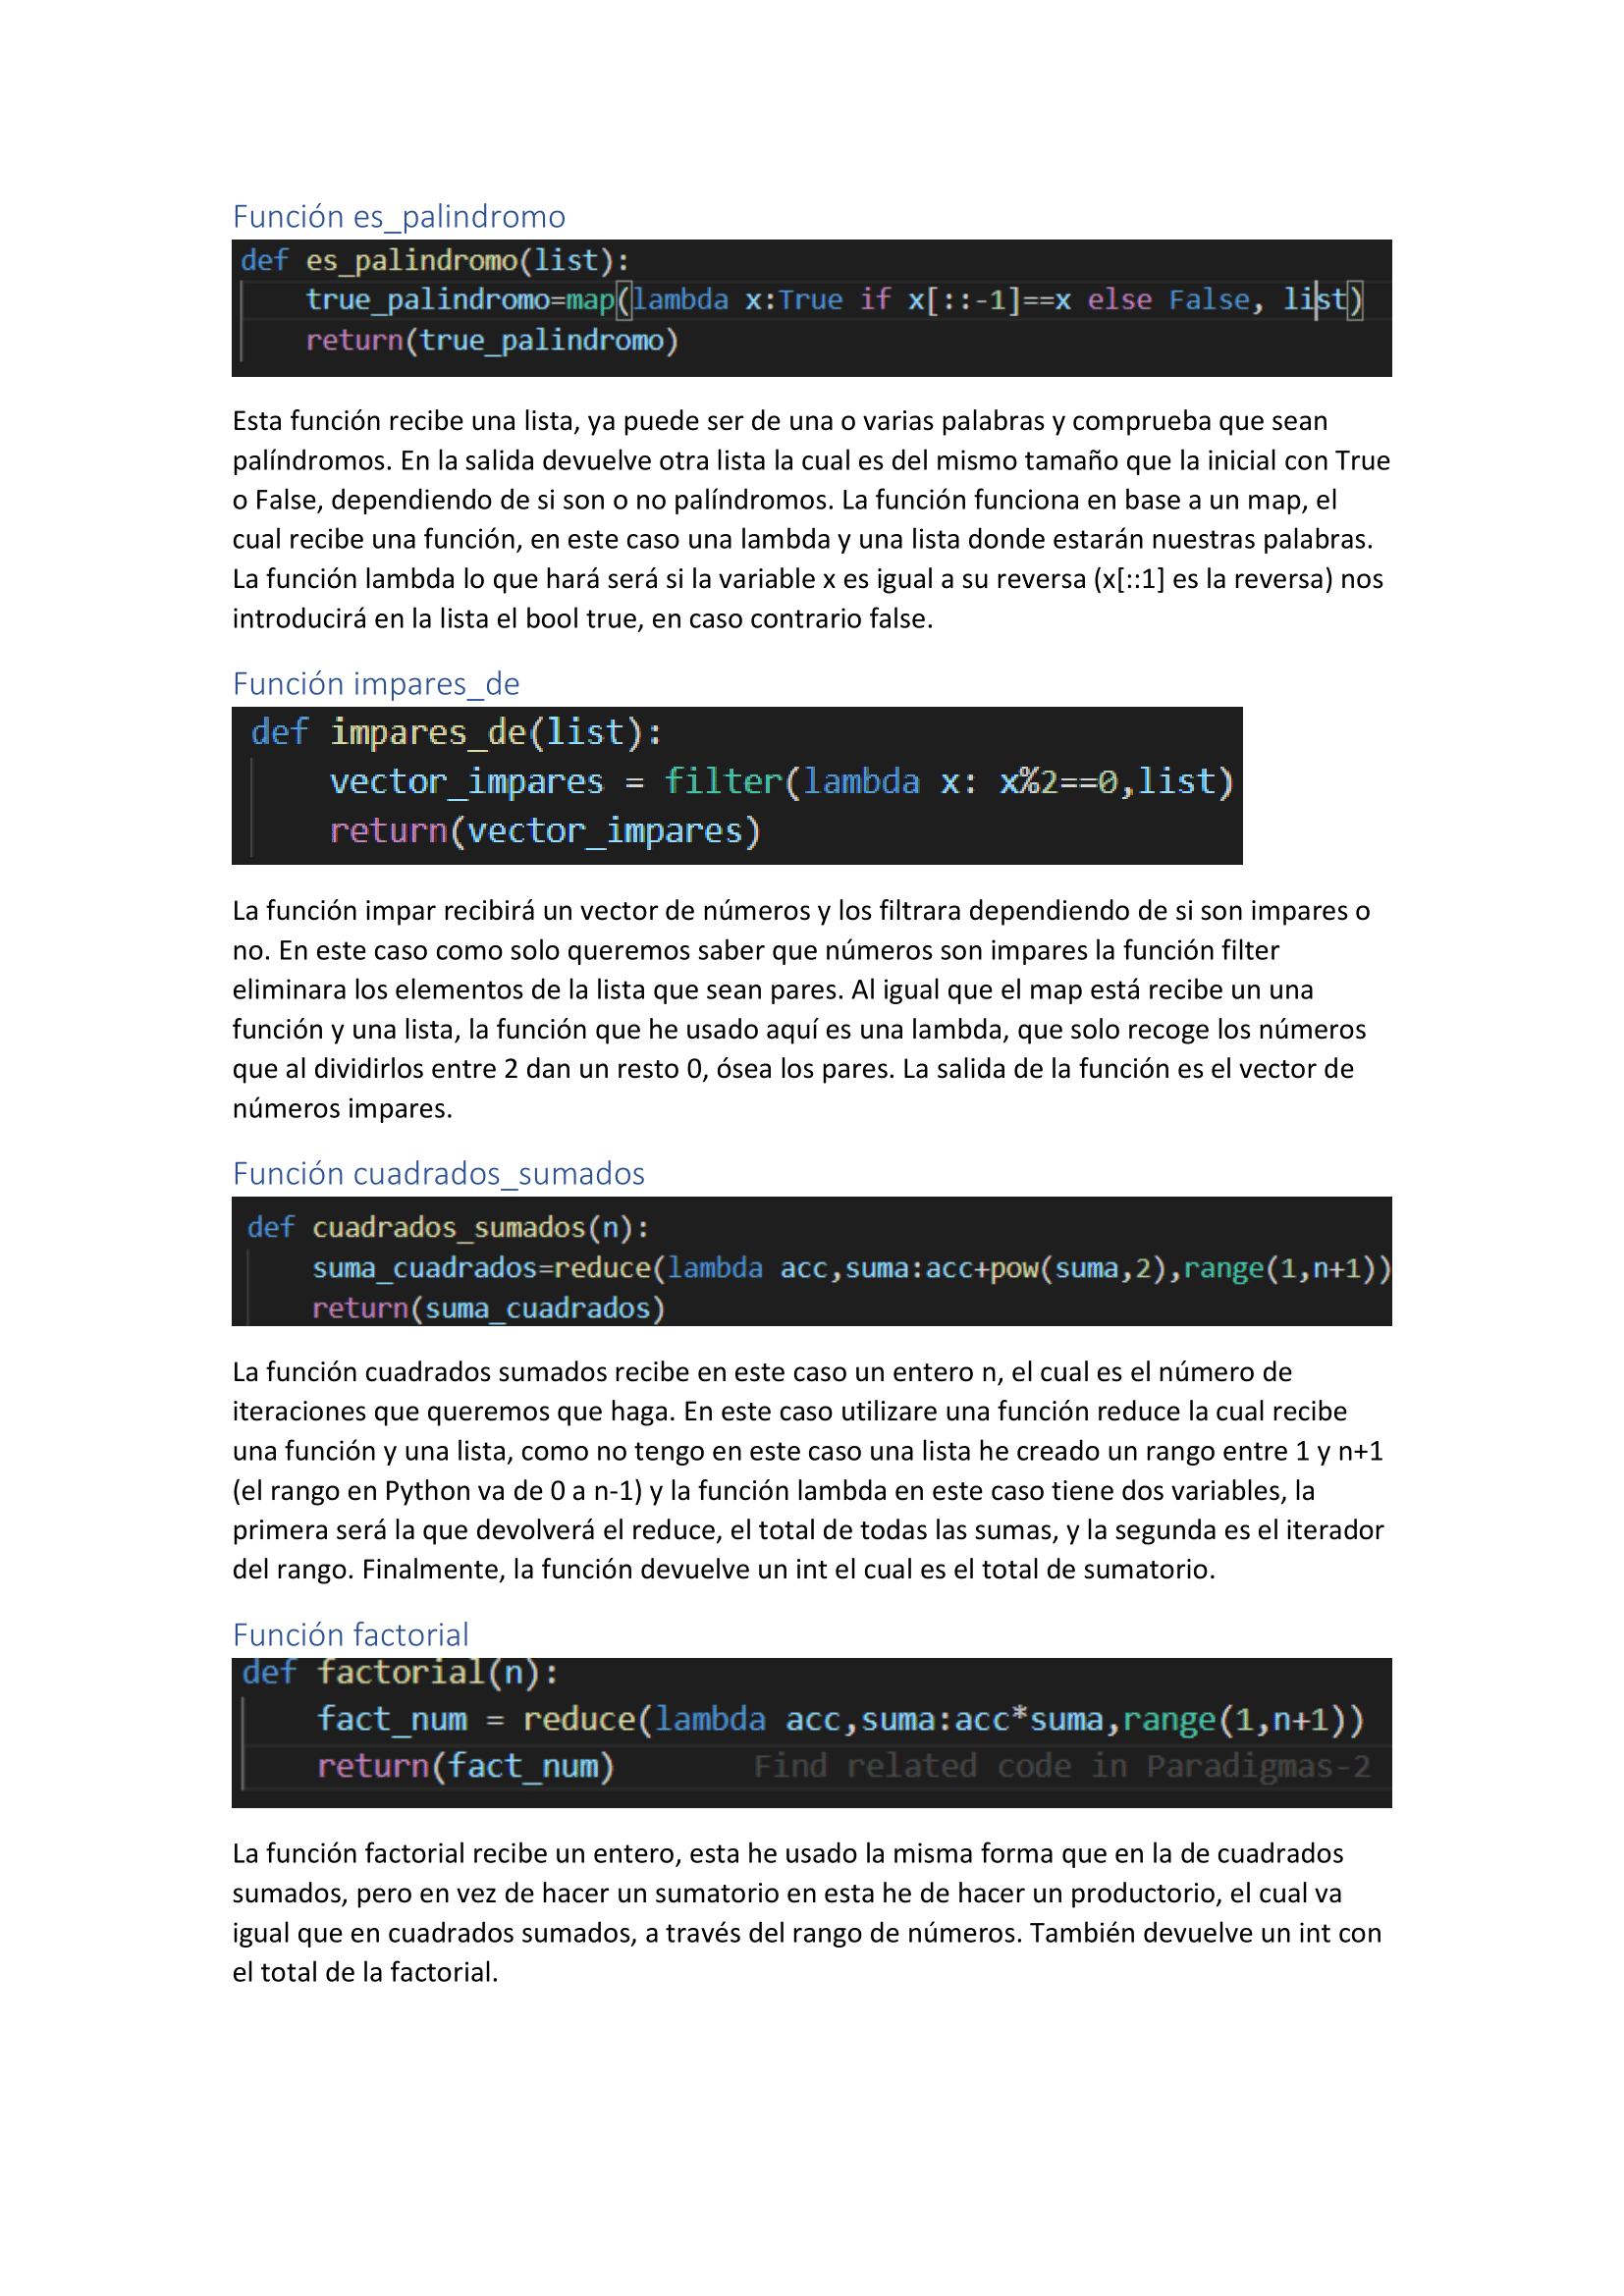 Función es_palindromo
def es_palindromo(list):
    true_palindromo=map(lambda x:True if x[::-1]==x else False, list)
    return(true_palindromo)
Esta función recibe una lista, ya puede ser de una o varias palabras y comprueba que sean
palíndromos. En la salida devuelve otra lista la cual es del mismo tamaño que la inicial con True
o False, dependiendo de si son o no palíndromos. La función funciona en base a un map, el
cual recibe una función, en este caso una lambda y una lista donde estarán nuestras palabras.
La función lambda lo que hará será si la variable x es igual a su reversa (x[::1] es la reversa) nos
introducirá en la lista el bool true, en caso contrario false.
Función impares_de
def impares_de(list):
    vector_impares = filter(lambda x: x%2==0,list)
    return(vector_impares)
La función impar recibirá un vector de números y los filtrara dependiendo de si son impares o
no. En este caso como solo queremos saber que números son impares la función filter
eliminara los elementos de la lista que sean pares. Al igual que el map está recibe un una
función y una lista, la función que he usado aquí es una lambda, que solo recoge los números
que al dividirlos entre 2 dan un resto 0, ósea los pares. La salida de la función es el vector de
números impares.
Función cuadrados_sumados
def cuadrados_sumados(n):
    suma_cuadrados=reduce(lambda acc,suma:acc+pow(suma,2),range(1,n+1))
    return(suma_cuadrados)
La función cuadrados sumados recibe en este caso un entero n, el cual es el número de
iteraciones que queremos que haga. En este caso utilizare una función reduce la cual recibe
una función y una lista, como no tengo en este caso una lista he creado un rango entre 1 y n+1
(el rango en Python va de 0 a n-1) y la función lambda en este caso tiene dos variables, la
primera será la que devolverá el reduce, el total de todas las sumas, y la segunda es el iterador
del rango. Finalmente, la función devuelve un int el cual es el total de sumatorio.
Función factorial
def factorial(n):
    fact_num = reduce(lambda acc,suma:acc*suma,range(1,n+1))
    return(fact_num)       Find related code in Paradigmas-2
La función factorial recibe un entero, esta he usado la misma forma que en la de cuadrados
sumados, pero en vez de hacer un sumatorio en esta he de hacer un productorio, el cual va
igual que en cuadrados sumados, a través del rango de números. También devuelve un int con
el total de la factorial.